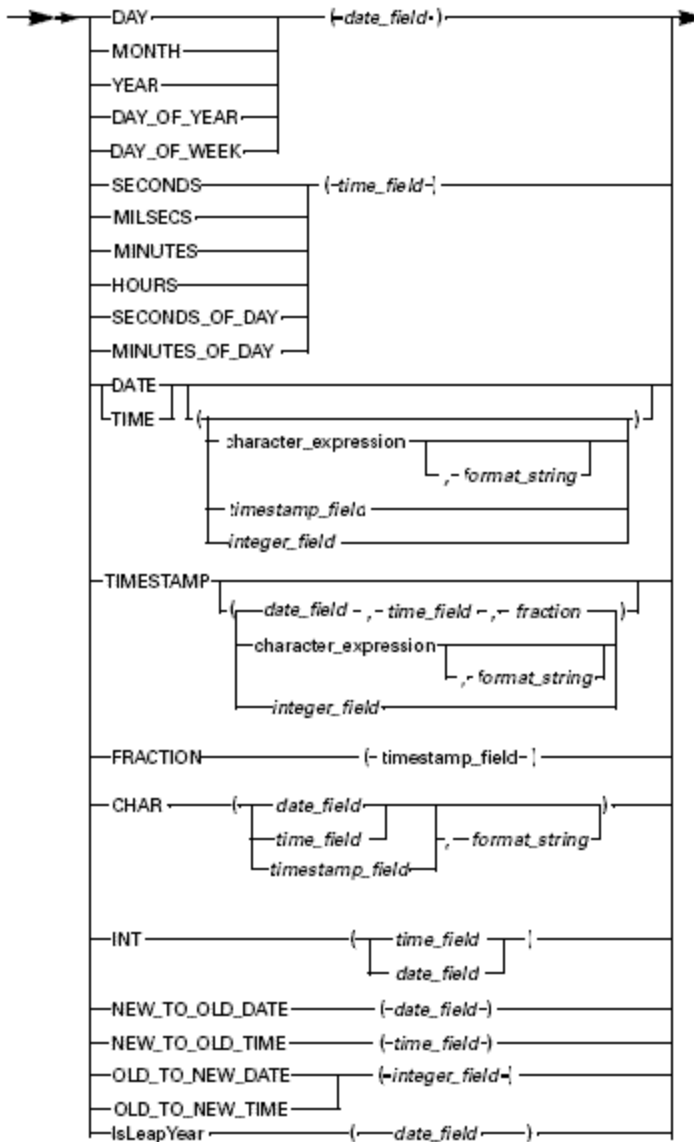 DAY (-date_field-)
MONTH
YEAR
DAY_OF_YEAR
DAY_OF_WEEK
SECONDS (-time_field-)
MILSECS
MINUTES
HOURS
SECONDS_OF_DAY
MINUTES_OF_DAY
DATE
TIME ( )
character_expression
,-format_string
timestamp_field
integer_field
TIMESTAMP
( date_field -,-time_field -,-fraction )
character_expression
,-format_string
integer_field
FRACTION (-timestamp_field-)
CHAR ( date_field )
time_field ,-format_string
timestamp_field
INT ( time_field )
date_field
NEW_TO_OLD_DATE (-date_field-)
NEW_TO_OLD_TIME (-time_field-)
OLD_TO_NEW_DATE (-integer_field-)
OLD_TO_NEW_TIME
IsLeapYear ( date_field )